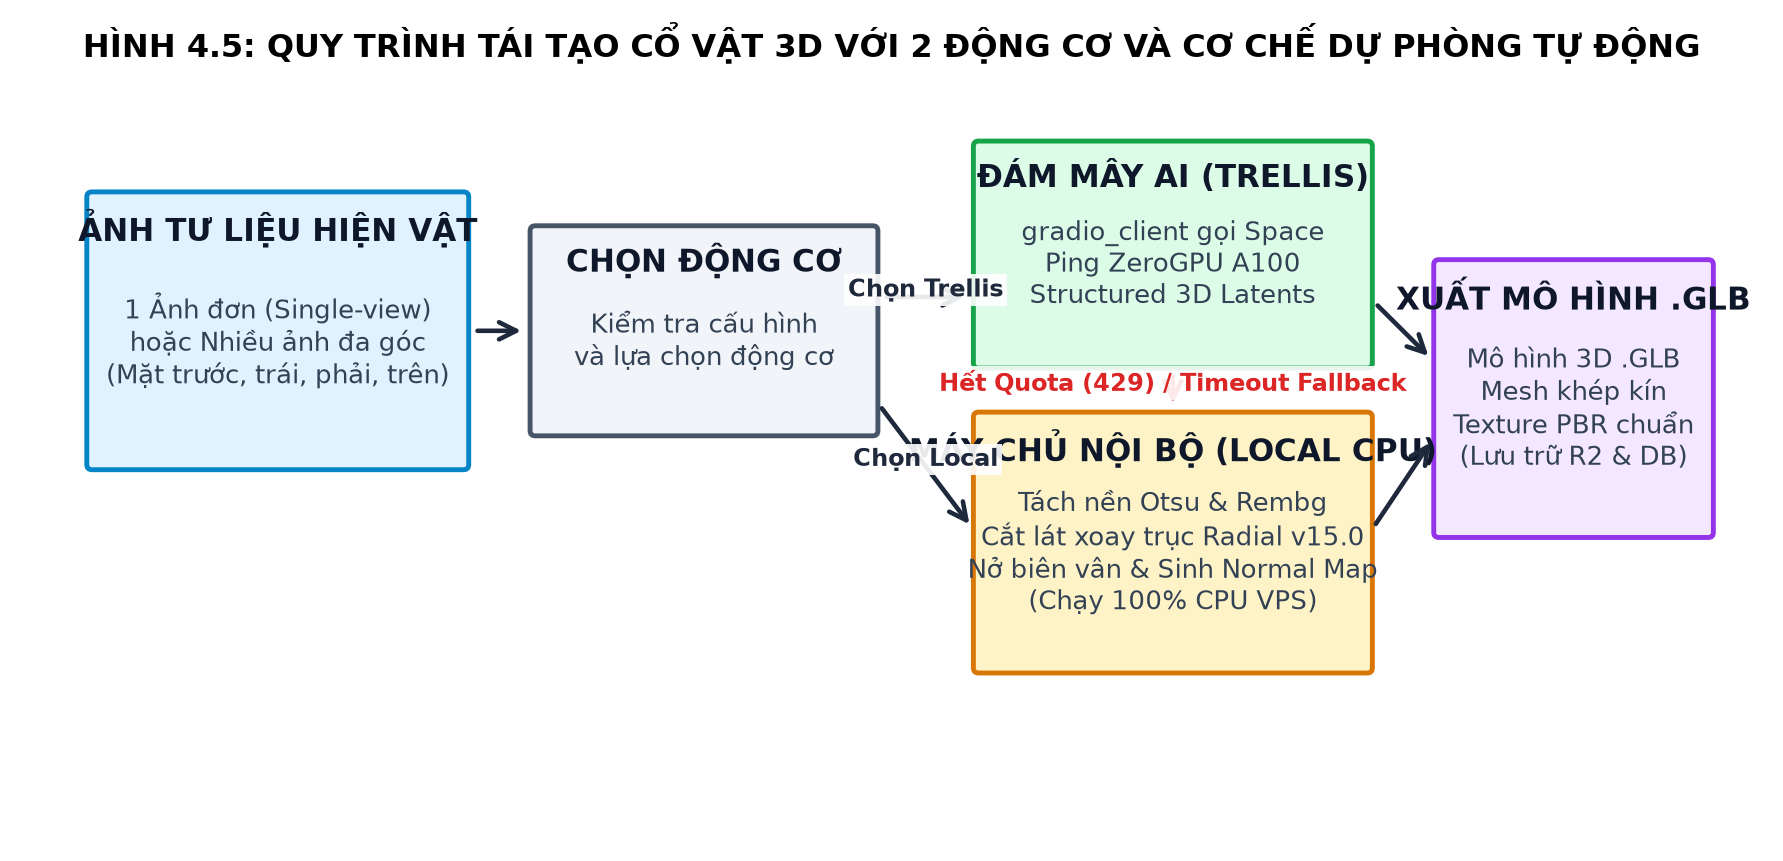 HÌNH 4.5: QUY TRÌNH TÁI TẠO CỔ VẬT 3D VỚI 2 ĐỘNG CƠ VÀ CƠ CHẾ DỰ PHÒNG TỰ ĐỘNG
ẢNH TƯ LIỆU HIỆN VẬT
1 Ảnh đơn (Single-view)
hoặc Nhiều ảnh đa góc
(Mặt trước, trái, phải, trên)
CHỌN ĐỘNG CƠ
Kiểm tra cấu hình
và lựa chọn động cơ
Chọn Trellis
Chọn Local
ĐÁM MÂY AI (TRELLIS)
gradio_client gọi Space
Ping ZeroGPU A100
Structured 3D Latents
Hết Quota (429) / Timeout Fallback
MÁY CHỦ NỘI BỘ (LOCAL CPU)
Tách nền Otsu & Rembg
Cắt lát xoay trục Radial v15.0
Nở biên vân & Sinh Normal Map
(Chạy 100% CPU VPS)
XUẤT MÔ HÌNH .GLB
Mô hình 3D .GLB
Mesh khép kín
Texture PBR chuẩn
(Lưu trữ R2 & DB)